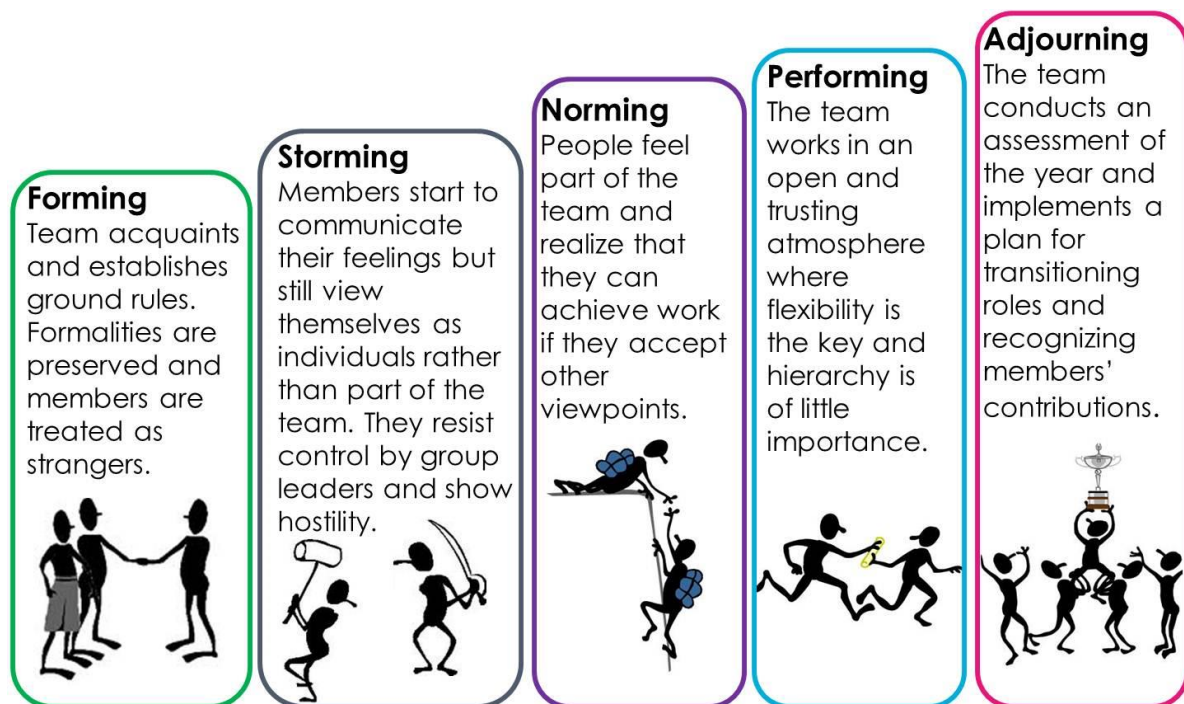 Forming
Team acquaints
and establishes
ground rules.
Formalities are
preserved and
members are
treated as
strangers.
Storming
Members start to
communicate
their feelings but
still view
themselves as
individuals rather
than part of the
team. They resist
control by group
leaders and show
hostility.
Norming
People feel
part of the
team and
realize that
they can
achieve work
if they accept
other
viewpoints.
Performing
The team
works in an
open and
trusting
atmosphere
where
flexibility is
the key and
hierarchy is
of little
importance.
Adjourning
The team
conducts an
assessment of
the year and
implements a
plan for
transitioning
roles and
recognizing
members’
contributions.